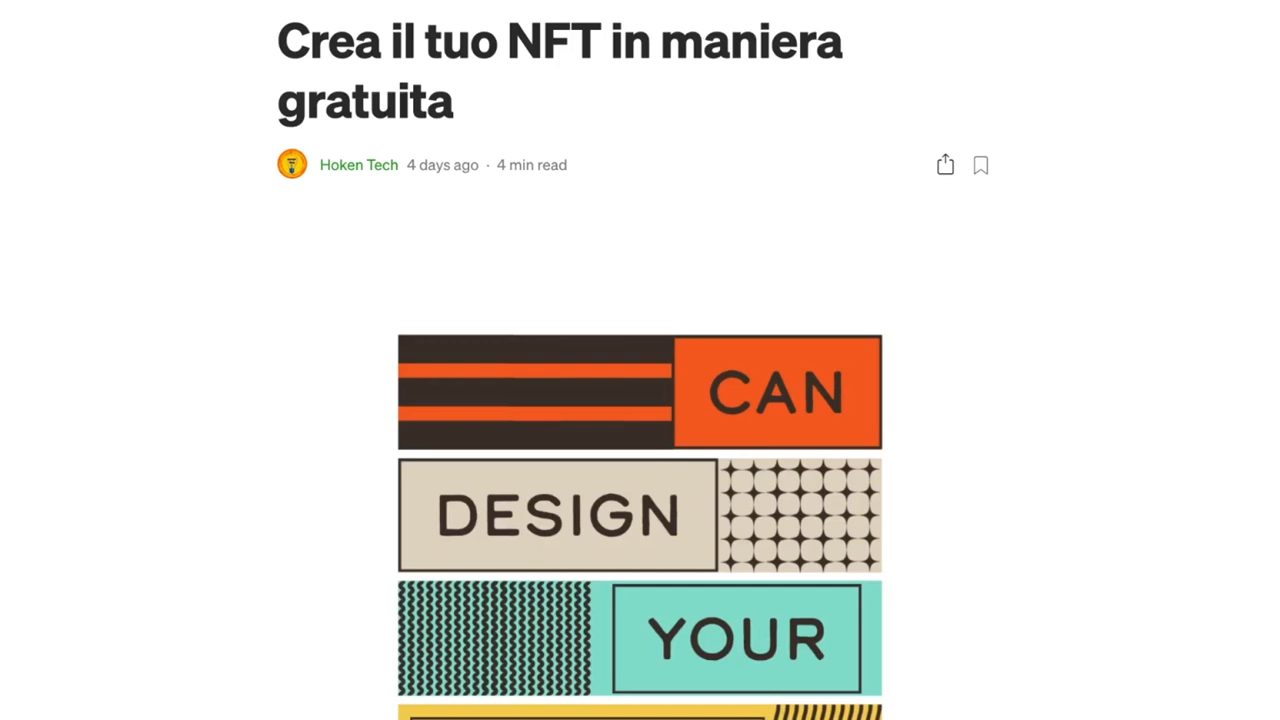 Crea il tuo NFT in maniera
gratuita
Hoken Tech 4 days ago · 4 min read
CAN
DESIGN
YOUR